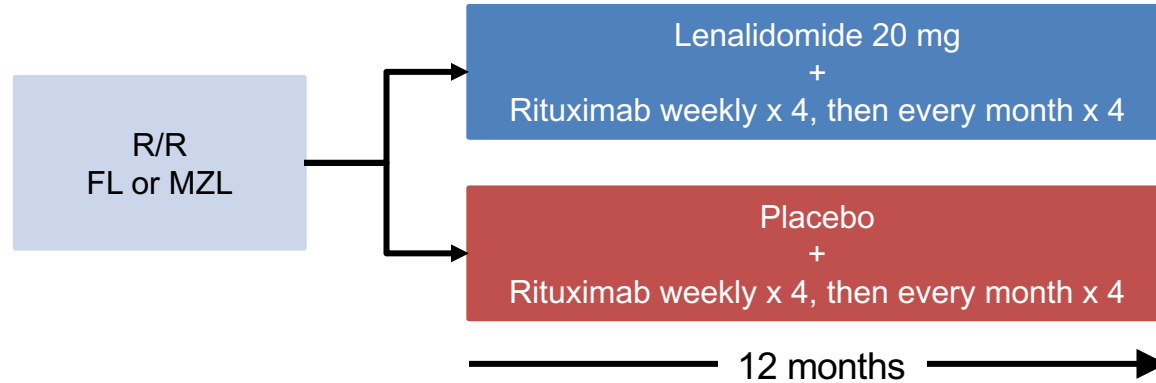 R/R
FL or MZL
Lenalidomide 20 mg
+
Rituximab weekly x 4, then every month x 4
Placebo
+
Rituximab weekly x 4, then every month x 4
12 months